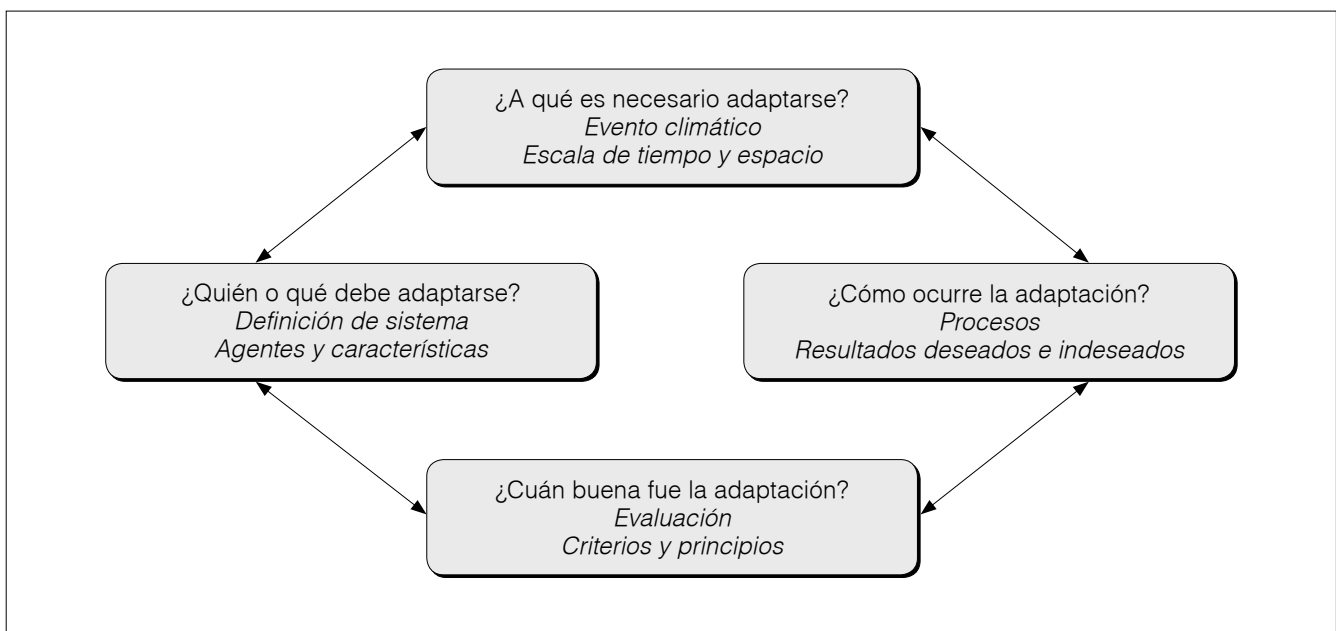 ¿A qué es necesario adaptarse?
Evento climático
Escala de tiempo y espacio
¿Quién o qué debe adaptarse?
Definición de sistema
Agentes y características
¿Cómo ocurre la adaptación?
Procesos
Resultados deseados e indeseados
¿Cuán buena fue la adaptación?
Evaluación
Criterios y principios